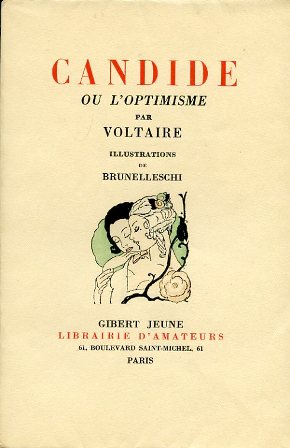 CANDIDE
OU L'OPTIMISME
PAR
VOLTAIRE
ILLUSTRATIONS
DE
BRUNELLESCHI
GIBERT JEUNE
LIBRAIRIE D'AMATEURS
61, BOULEVARD SAINT-MICHEL, 61
PARIS